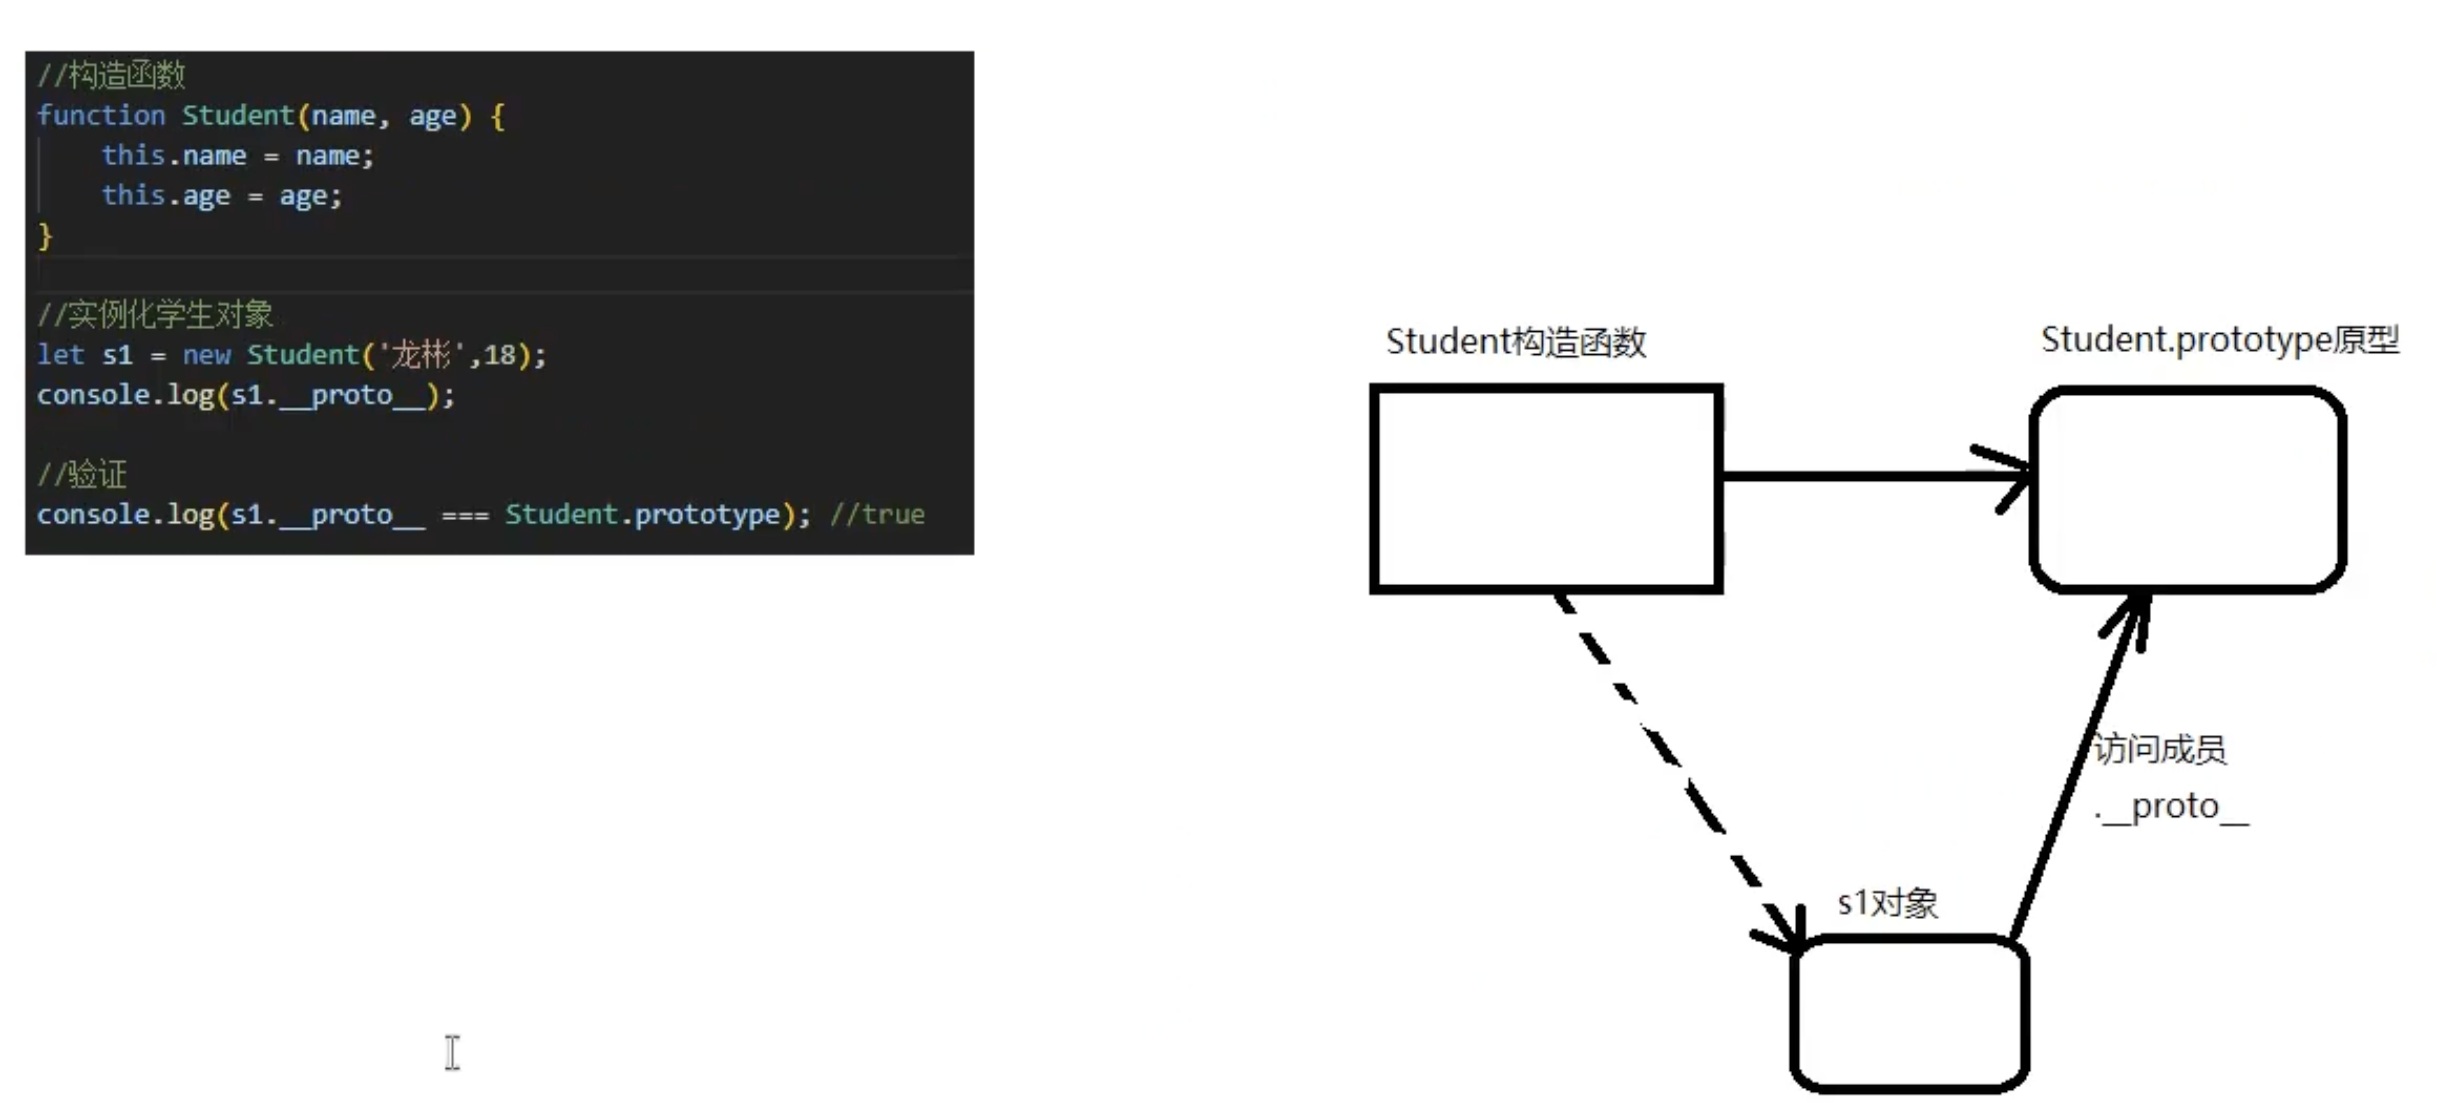 //构造函数
function Student(name, age) {
    this.name = name;
    this.age = age;
}
//实例化学生对象
let s1 = new Student('龙彬',18);
console.log(s1.__proto__);
//验证
console.log(s1.__proto__ === Student.prototype); //true
Student构造函数
Student.prototype原型
访问成员
.__proto__
s1对象